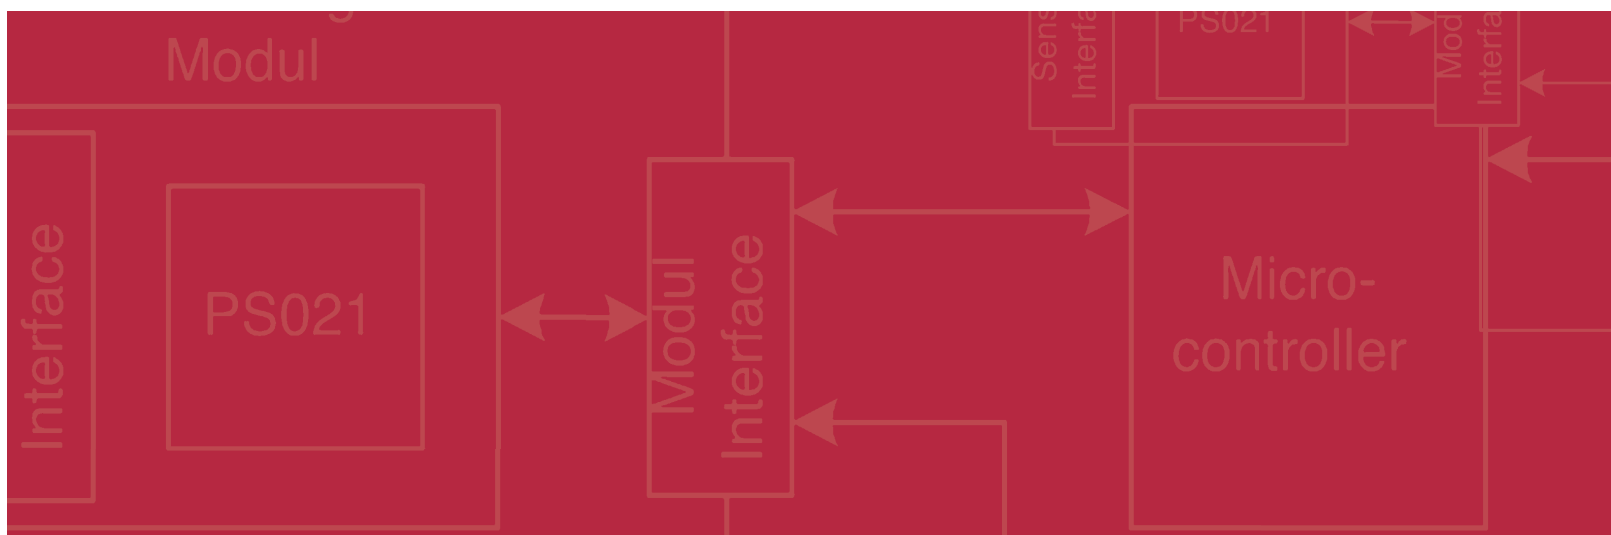 Modul
Interface
PS021
Modul
Interface
Micro-
controller
PS021